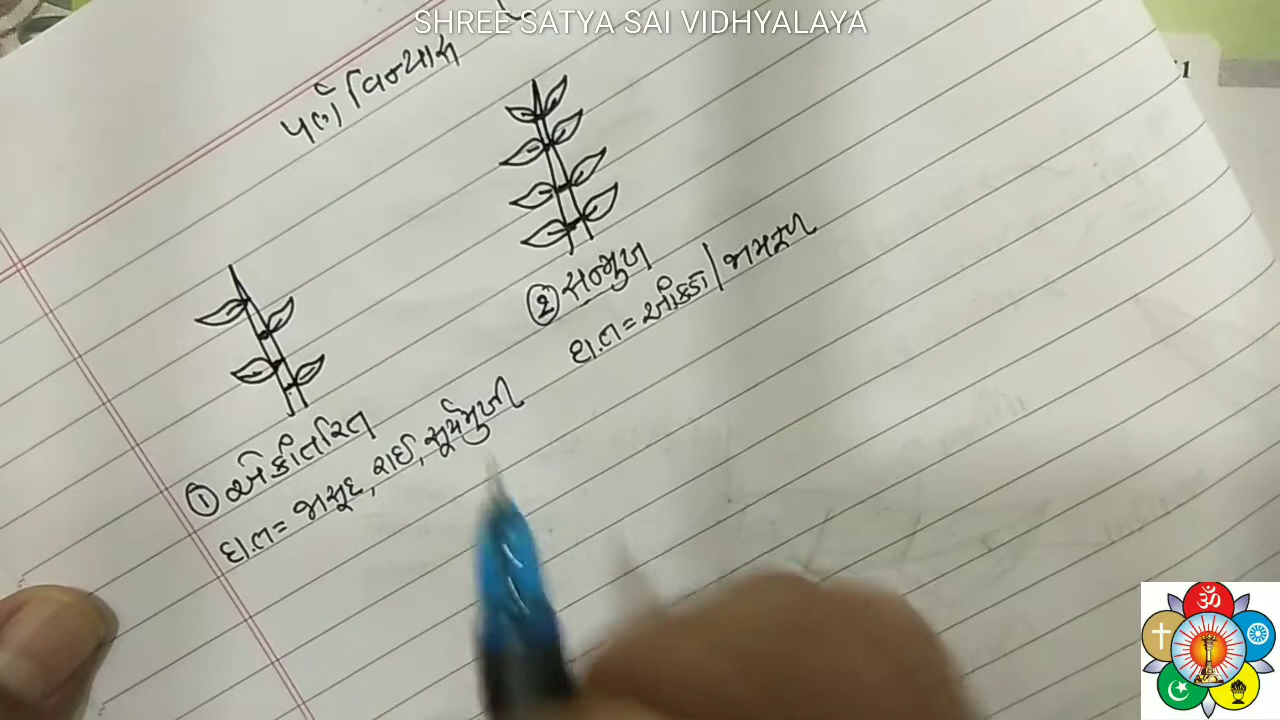 SHREE SATYA SAI VIDHYALAYA
પર્ણ વિન્યાસ
① એકાંતરિત
દા.ત = જાસૂદ, રાઈ, સૂર્યમુખી
② સન્મુખ
દા.ત = આંકડો / જામફળ